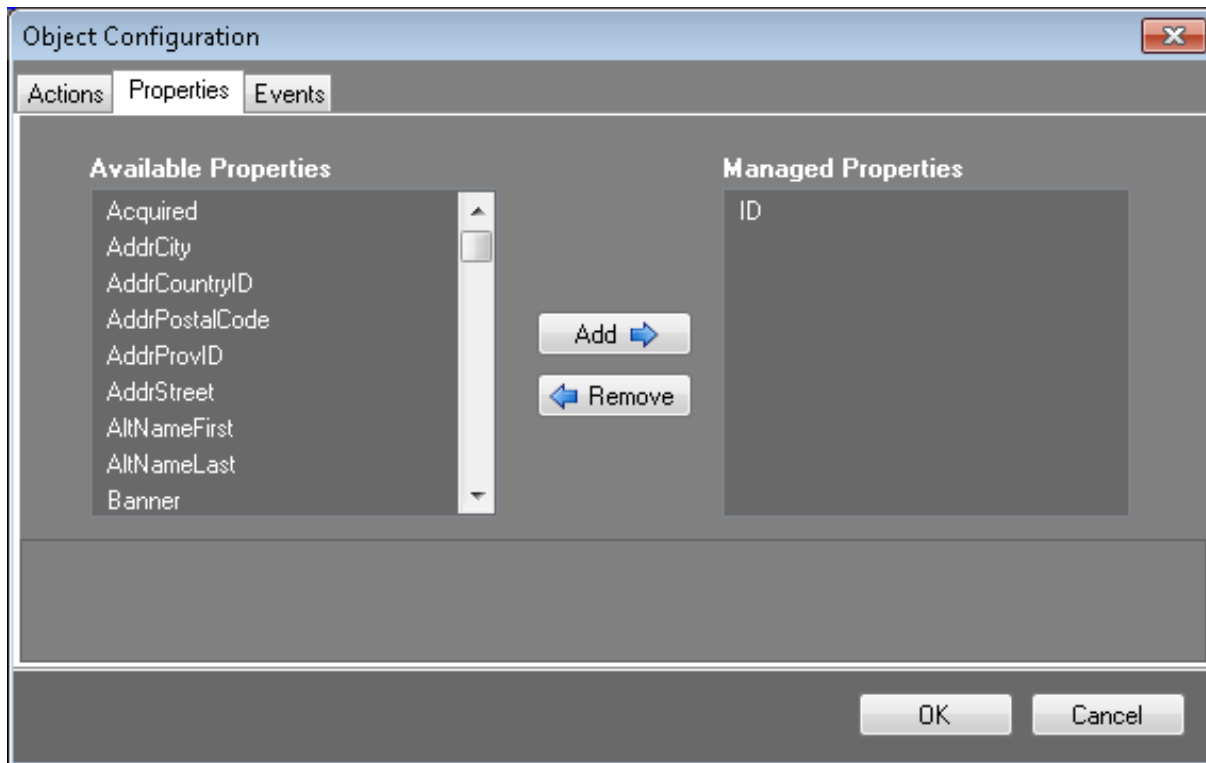 Object Configuration
Actions Properties Events
Available Properties
Acquired
AddrCity
AddrCountryID
AddrPostalCode
AddrProvID
AddrStreet
AltNameFirst
AltNameLast
Banner
Add
Remove
Managed Properties
ID
OK Cancel